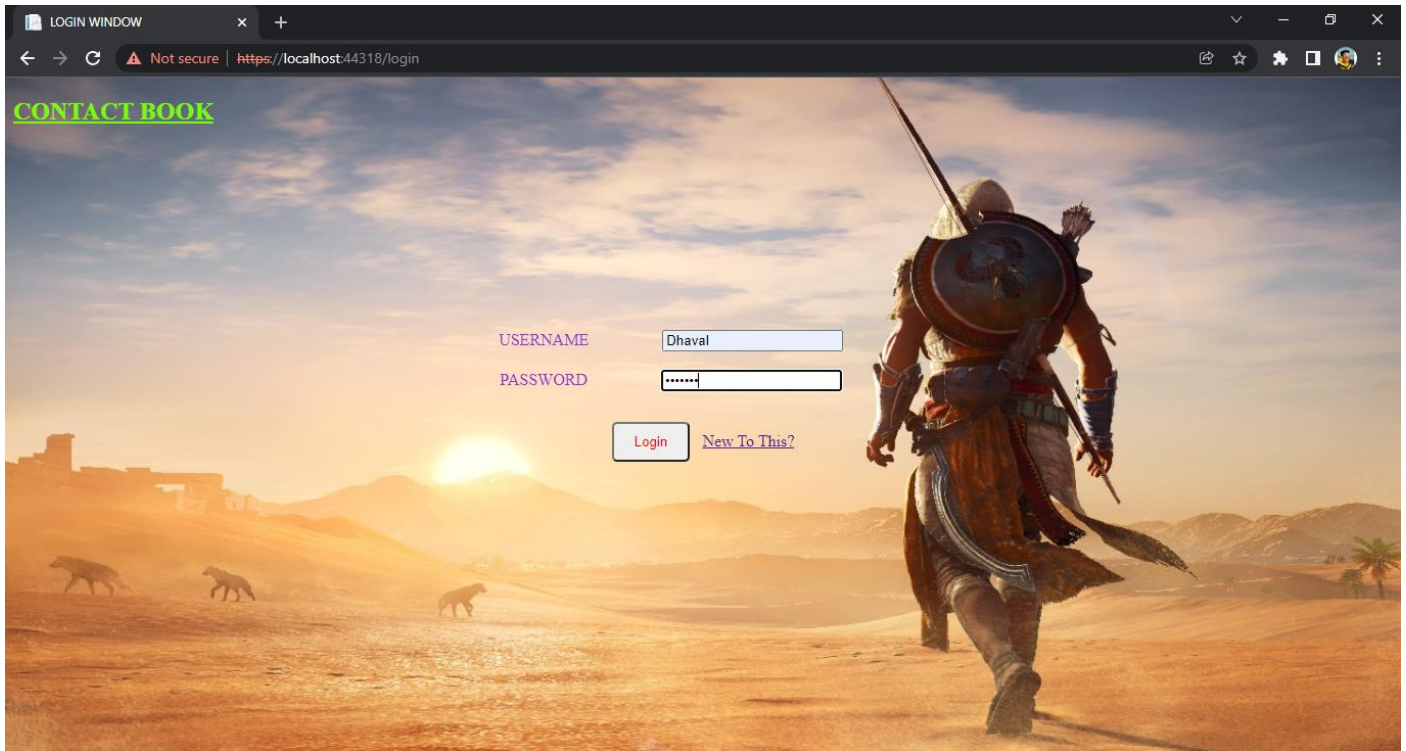 LOGIN WINDOW
Not secure | https://localhost:44318/login
CONTACT BOOK
USERNAME Dhaval
PASSWORD •••••••
Login New To This?